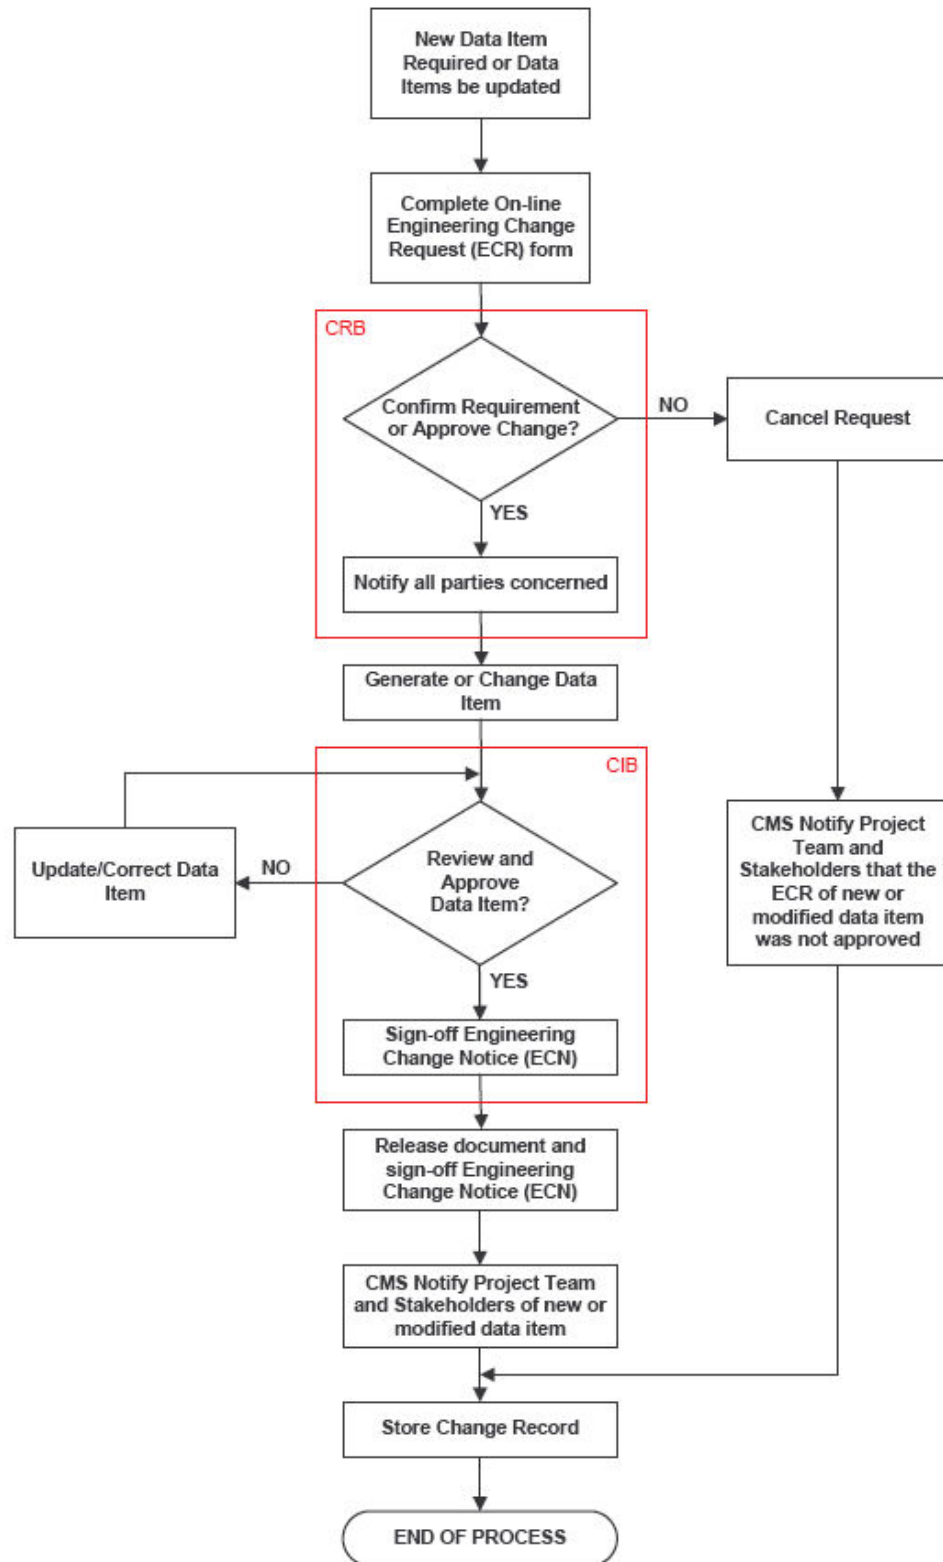 New Data Item
Required or Data
Items be updated
Complete On-line
Engineering Change
Request (ECR) form
CRB
Confirm Requirement
or Approve Change?
NO
Cancel Request
YES
Notify all parties concerned
Generate or Change Data
Item
CIB
Update/Correct Data
Item
NO
Review and
Approve
Data Item?
CMS Notify Project
Team and
Stakeholders that the
ECR of new or
modified data item
was not approved
YES
Sign-off Engineering
Change Notice (ECN)
Release document and
sign-off Engineering
Change Notice (ECN)
CMS Notify Project Team
and Stakeholders of new or
modified data item
Store Change Record
END OF PROCESS